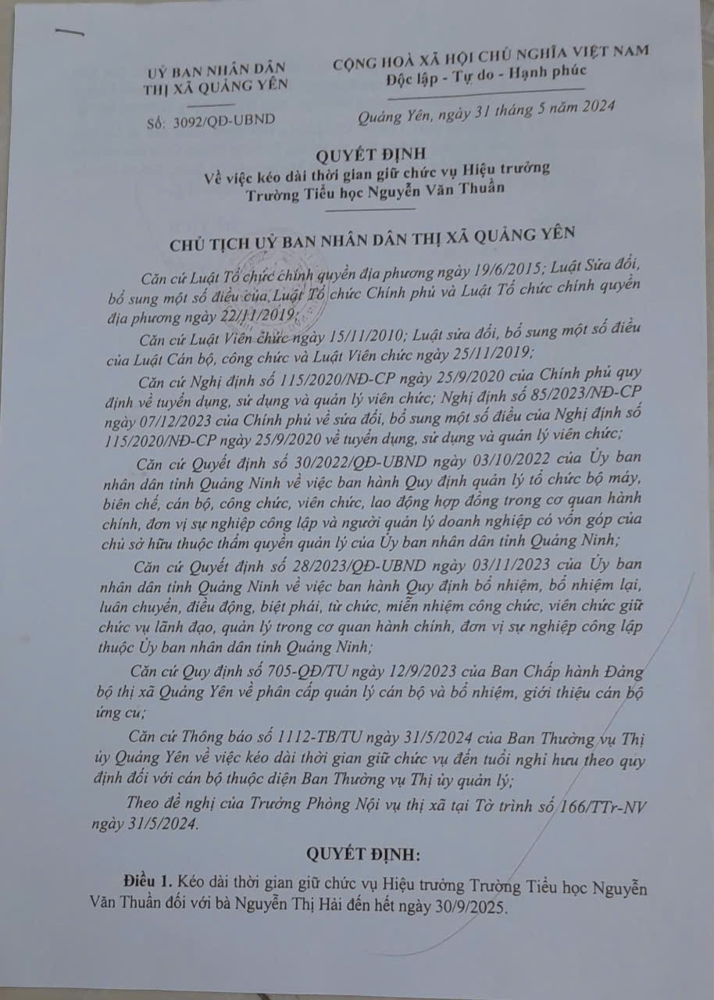 UỶ BAN NHÂN DÂN
THỊ XÃ QUẢNG YÊN
Số: 3092/QĐ-UBND
CỘNG HOÀ XÃ HỘI CHỦ NGHĨA VIỆT NAM
Độc lập - Tự do - Hạnh phúc
Quảng Yên, ngày 31 tháng 5 năm 2024
QUYẾT ĐỊNH
Về việc kéo dài thời gian giữ chức vụ Hiệu trưởng
Trường Tiểu học Nguyễn Văn Thuần
CHỦ TỊCH UỶ BAN NHÂN DÂN THỊ XÃ QUẢNG YÊN
Căn cứ Luật Tổ chức chính quyền địa phương ngày 19/6/2015; Luật Sửa đổi,
bổ sung một số điều của Luật Tổ chức Chính phủ và Luật Tổ chức chính quyền
địa phương ngày 22/11/2019;
Căn cứ Luật Viên chức ngày 15/11/2010; Luật sửa đổi, bổ sung một số điều
của Luật Cán bộ, công chức và Luật Viên chức ngày 25/11/2019;
Căn cứ Nghị định số 115/2020/NĐ-CP ngày 25/9/2020 của Chính phủ quy
định về tuyển dụng, sử dụng và quản lý viên chức; Nghị định số 85/2023/NĐ-CP
ngày 07/12/2023 của Chính phủ về sửa đổi, bổ sung một số điều của Nghị định số
115/2020/NĐ-CP ngày 25/9/2020 về tuyển dụng, sử dụng và quản lý viên chức;
Căn cứ Quyết định số 30/2022/QĐ-UBND ngày 03/10/2022 của Ủy ban
nhân dân tỉnh Quảng Ninh về việc ban hành Quy định quản lý tổ chức bộ máy,
biên chế, cán bộ, công chức, viên chức, lao động hợp đồng trong cơ quan hành
chính, đơn vị sự nghiệp công lập và người quản lý doanh nghiệp có vốn góp của
chủ sở hữu thuộc thẩm quyền quản lý của Ủy ban nhân dân tỉnh Quảng Ninh;
Căn cứ Quyết định số 28/2023/QĐ-UBND ngày 03/11/2023 của Ủy ban
nhân dân tỉnh Quảng Ninh về việc ban hành Quy định bổ nhiệm, bổ nhiệm lại,
luân chuyển, điều động, biệt phái, từ chức, miễn nhiệm công chức, viên chức giữ
chức vụ lãnh đạo, quản lý trong cơ quan hành chính, đơn vị sự nghiệp công lập
thuộc Ủy ban nhân dân tỉnh Quảng Ninh;
Căn cứ Quy định số 705-QĐ/TU ngày 12/9/2023 của Ban Chấp hành Đảng
bộ thị xã Quảng Yên về phân cấp quản lý cán bộ và bổ nhiệm, giới thiệu cán bộ
ứng cử;
Căn cứ Thông báo số 1112-TB/TU ngày 31/5/2024 của Ban Thường vụ Thị
ủy Quảng Yên về việc kéo dài thời gian giữ chức vụ đến tuổi nghỉ hưu theo quy
định đối với cán bộ thuộc diện Ban Thường vụ Thị ủy quản lý;
Theo đề nghị của Trưởng Phòng Nội vụ thị xã tại Tờ trình số 166/TTr-NV
ngày 31/5/2024.
QUYẾT ĐỊNH:
Điều 1. Kéo dài thời gian giữ chức vụ Hiệu trưởng Trường Tiểu học Nguyễn
Văn Thuần đối với bà Nguyễn Thị Hải đến hết ngày 30/9/2025.